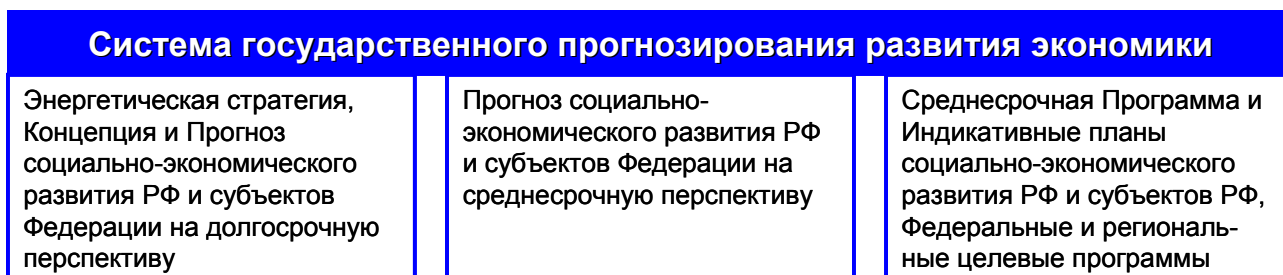 Система государственного прогнозирования развития экономики
Энергетическая стратегия,
Концепция и Прогноз
социально-экономического
развития РФ и субъектов
Федерации на долгосрочную
перспективу
Прогноз социально-
экономического развития РФ
и субъектов Федерации на
среднесрочную перспективу
Среднесрочная Программа и
Индикативные планы
социально-экономического
развития РФ и субъектов РФ,
Федеральные и региональ-
ные целевые программы